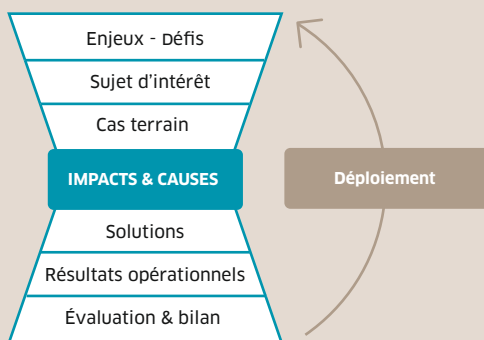 Enjeux - Défis
Sujet d'intérêt
Cas terrain
IMPACTS & CAUSES
Déploiement
Solutions
Résultats opérationnels
Évaluation & bilan